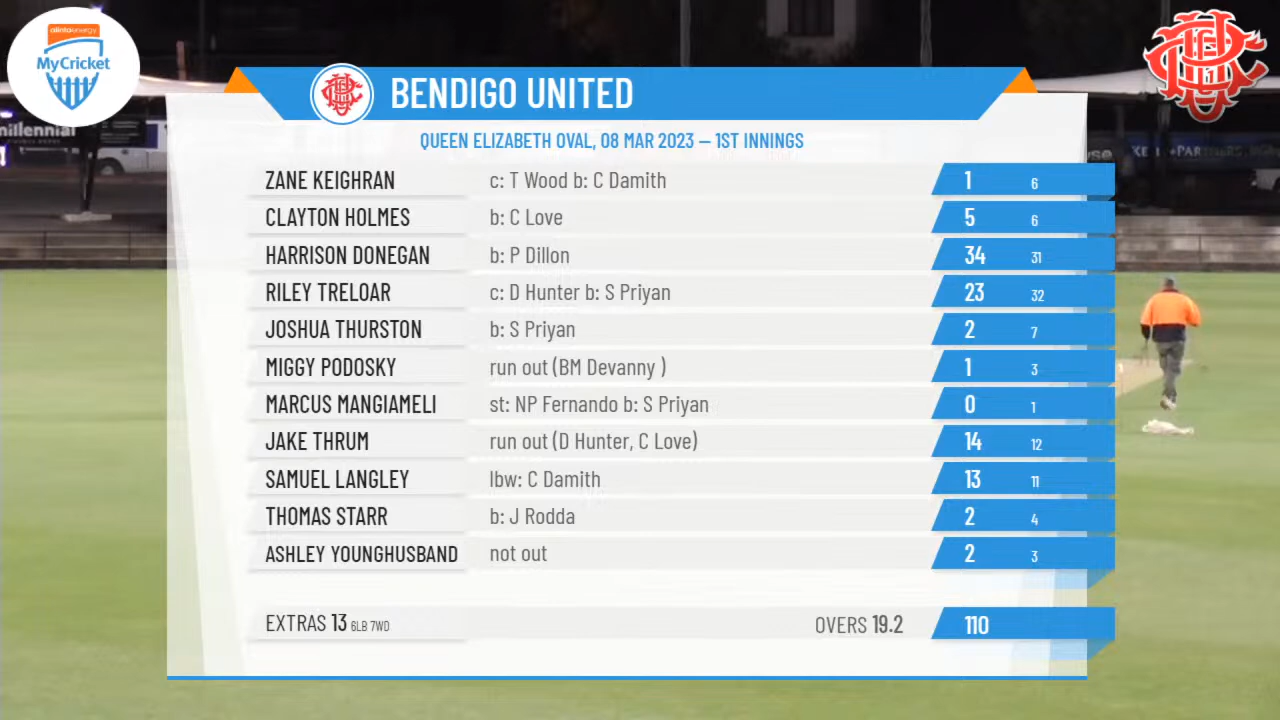 alintaenergy
MyCricket
BENDIGO UNITED
QUEEN ELIZABETH OVAL, 08 MAR 2023 – 1ST INNINGS
ZANE KEIGHRAN c: T Wood b: C Damith 1 6
CLAYTON HOLMES b: C Love 5 6
HARRISON DONEGAN b: P Dillon 34 31
RILEY TRELOAR c: D Hunter b: S Priyan 23 32
JOSHUA THURSTON b: S Priyan 2 7
MIGGY PODOSKY run out (BM Devanny ) 1 3
MARCUS MANGIAMELI st: NP Fernando b: S Priyan 0 1
JAKE THRUM run out (D Hunter, C Love) 14 12
SAMUEL LANGLEY lbw: C Damith 13 11
THOMAS STARR b: J Rodda 2 4
ASHLEY YOUNGHUSBAND not out 2 3
EXTRAS 13 6LB 7WD OVERS 19.2 110
millennial